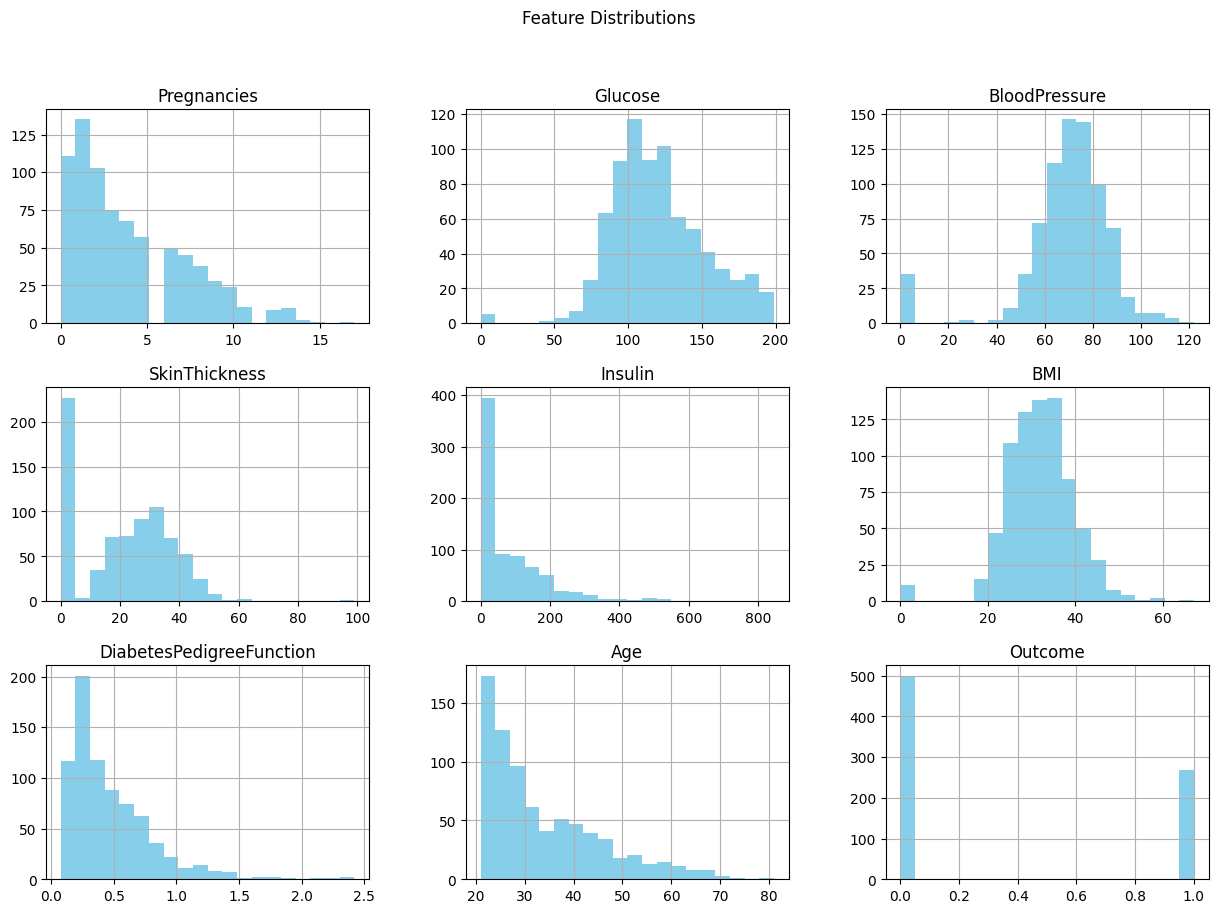 Feature Distributions
Pregnancies
125
100
75
50
25
0
0 5 10 15
Glucose
120
100
80
60
40
20
0
0 50 100 150 200
BloodPressure
150
125
100
75
50
25
0
0 20 40 60 80 100 120
SkinThickness
200
150
100
50
0
0 20 40 60 80 100
Insulin
400
300
200
100
0
0 200 400 600 800
BMI
125
100
75
50
25
0
0 20 40 60
DiabetesPedigreeFunction
200
150
100
50
0
0.0 0.5 1.0 1.5 2.0 2.5
Age
150
100
50
0
20 30 40 50 60 70 80
Outcome
500
400
300
200
100
0
0.0 0.2 0.4 0.6 0.8 1.0